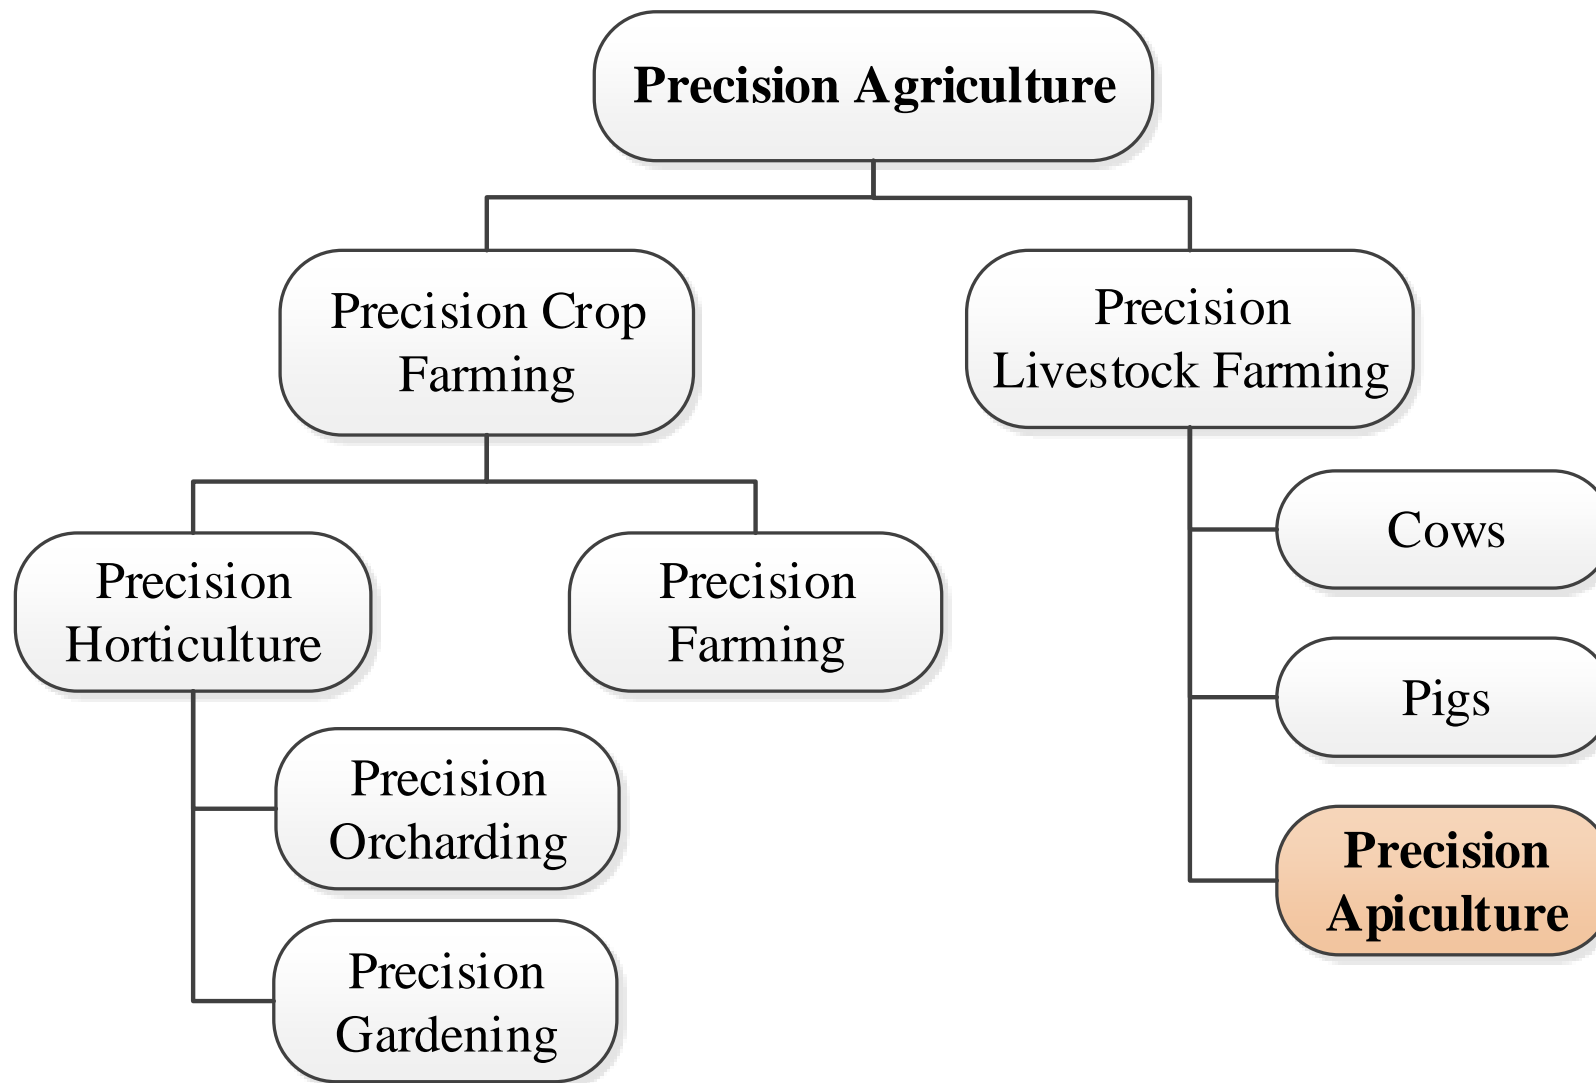 Precision Agriculture
Precision Crop
Farming
Precision
Livestock Farming
Cows
Precision
Horticulture
Precision
Farming
Pigs
Precision
Orcharding
Precision
Apiculture
Precision
Gardening